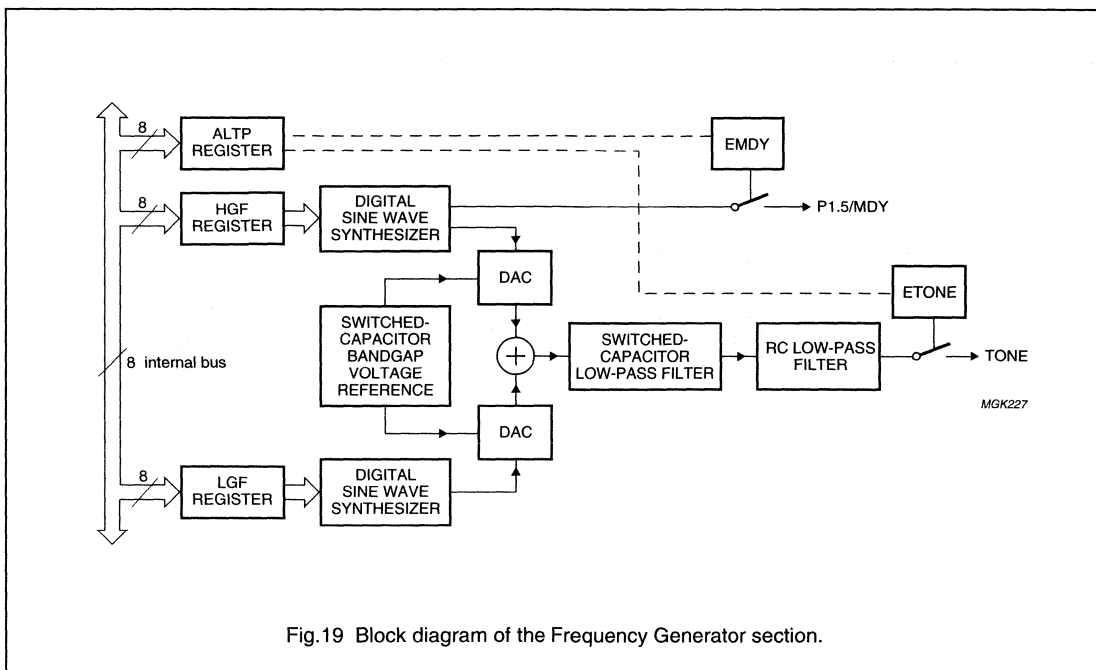 8
ALTP
REGISTER
EMDY
8
HGF
REGISTER
DIGITAL
SINE WAVE
SYNTHESIZER
P1.5/MDY
DAC
ETONE
SWITCHED-
CAPACITOR
BANDGAP
VOLTAGE
REFERENCE
+
SWITCHED-
CAPACITOR
LOW-PASS FILTER
RC LOW-PASS
FILTER
TONE
8 internal bus
MGK227
DAC
8
LGF
REGISTER
DIGITAL
SINE WAVE
SYNTHESIZER
Fig.19 Block diagram of the Frequency Generator section.